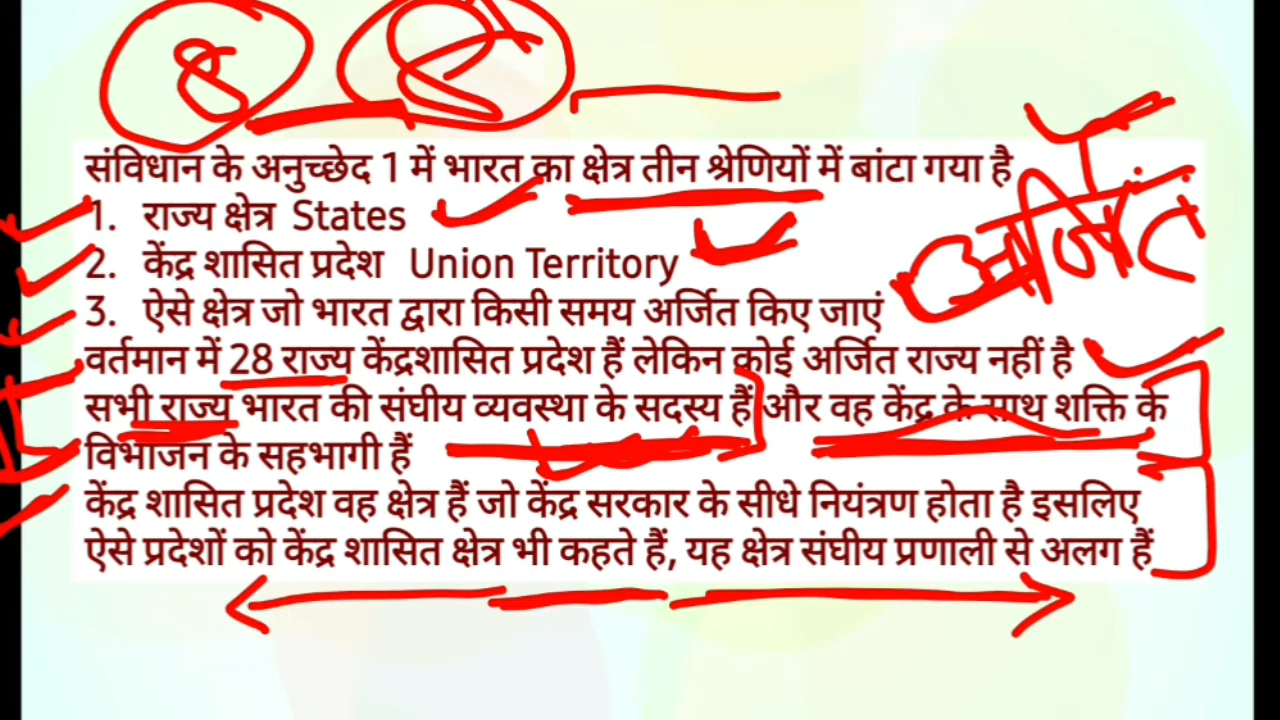 8
संविधान के अनुच्छेद 1 में भारत का क्षेत्र तीन श्रेणियों में बांटा गया है
अर्जित
1. राज्य क्षेत्र States
2. केंद्र शासित प्रदेश Union Territory
3. ऐसे क्षेत्र जो भारत द्वारा किसी समय अर्जित किए जाएं
वर्तमान में 28 राज्य केंद्रशासित प्रदेश हैं लेकिन कोई अर्जित राज्य नहीं है
सभी राज्य भारत की संघीय व्यवस्था के सदस्य हैं और वह केंद्र के साथ शक्ति के
विभाजन के सहभागी हैं
केंद्र शासित प्रदेश वह क्षेत्र हैं जो केंद्र सरकार के सीधे नियंत्रण होता है इसलिए
ऐसे प्रदेशों को केंद्र शासित क्षेत्र भी कहते हैं, यह क्षेत्र संघीय प्रणाली से अलग हैं